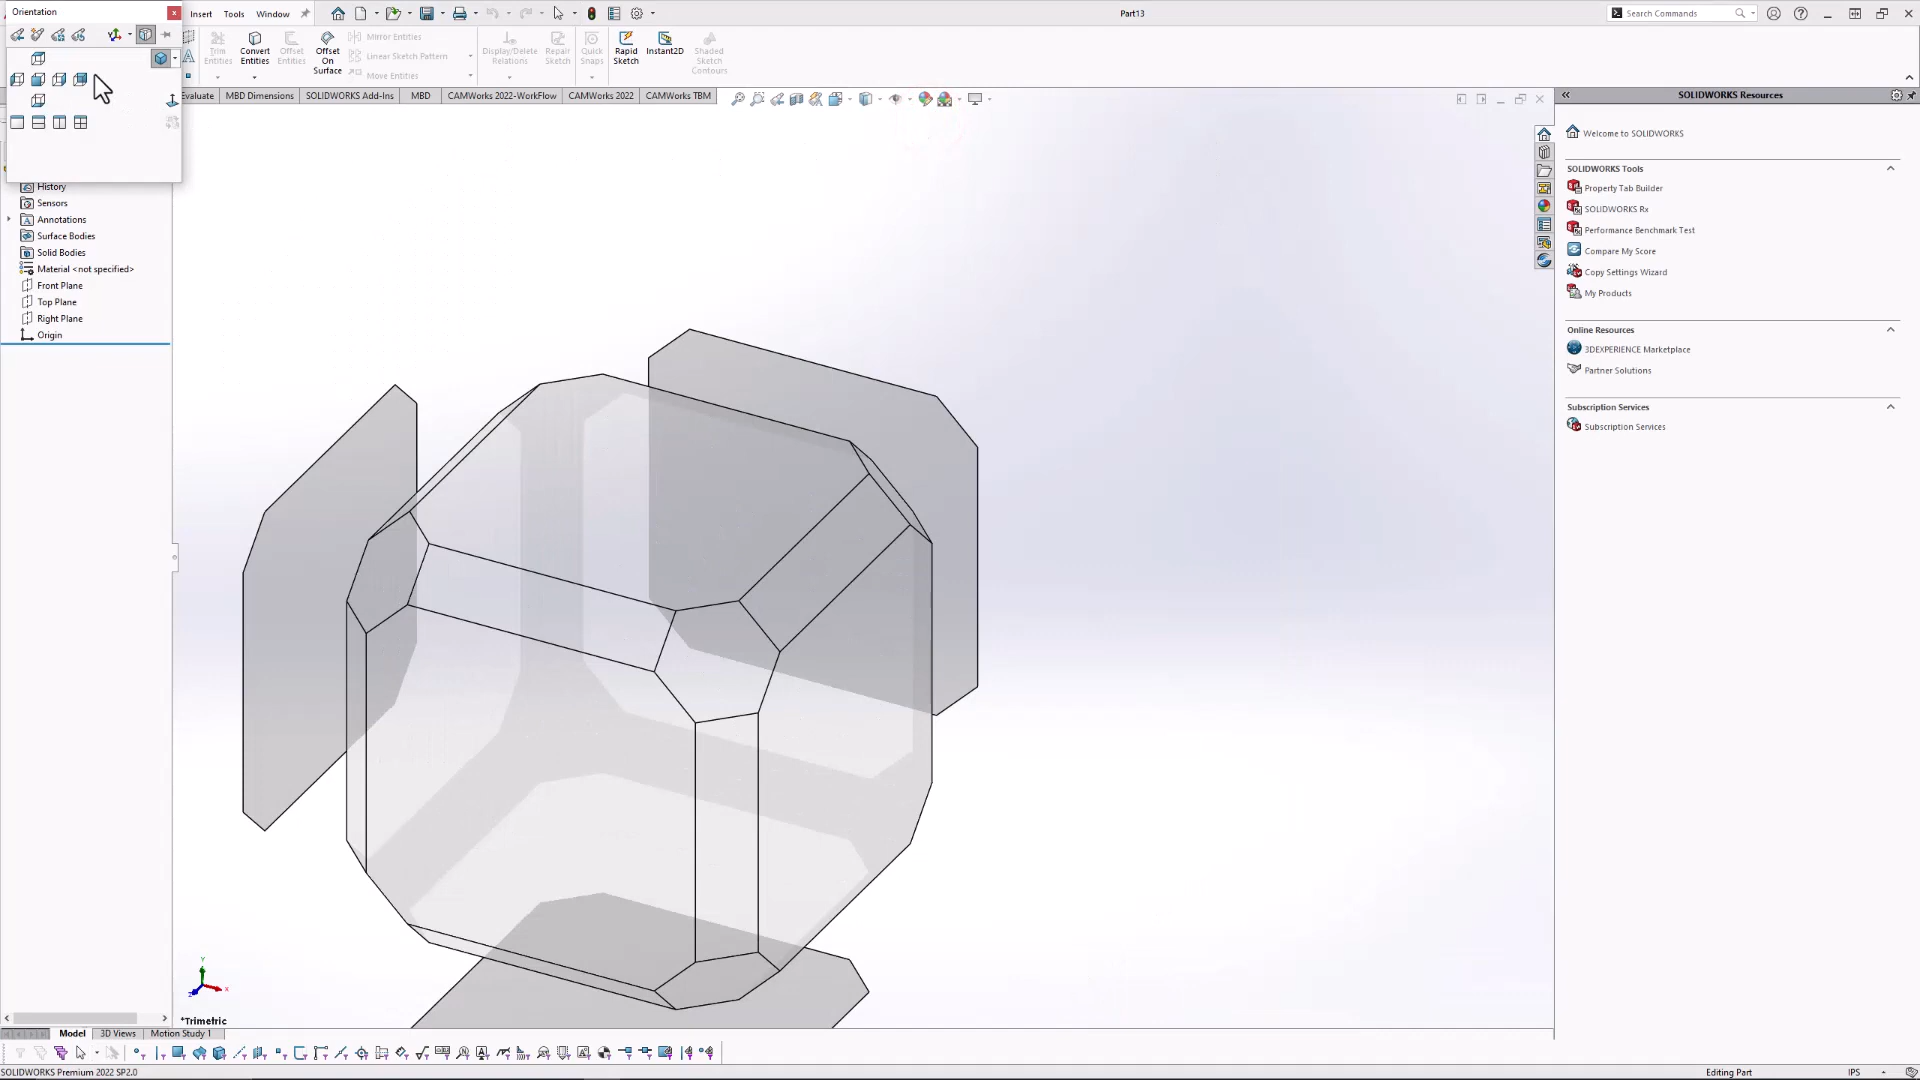 Orientation
Insert Tools Window
Part13
Search Commands
Trim Entities
Convert Entities
Offset Entities
Offset On Surface
Mirror Entities
Linear Sketch Pattern
Move Entities
Display/Delete Relations
Repair Sketch
Quick Snaps
Rapid Sketch
Instant2D
Shaded Sketch Contours
Evaluate MBD Dimensions SOLIDWORKS Add-Ins MBD CAMWorks 2022-WorkFlow CAMWorks 2022 CAMWorks TBM
History
Sensors
Annotations
Surface Bodies
Solid Bodies
Material <not specified>
Front Plane
Top Plane
Right Plane
Origin
SOLIDWORKS Resources
Welcome to SOLIDWORKS
SOLIDWORKS Tools
Property Tab Builder
SOLIDWORKS Rx
Performance Benchmark Test
Compare My Score
Copy Settings Wizard
My Products
Online Resources
3DEXPERIENCE Marketplace
Partner Solutions
Subscription Services
Subscription Services
Y
X
Z
*Trimetric
Model 3D Views Motion Study 1
SOLIDWORKS Premium 2022 SP2.0
Editing Part
IPS